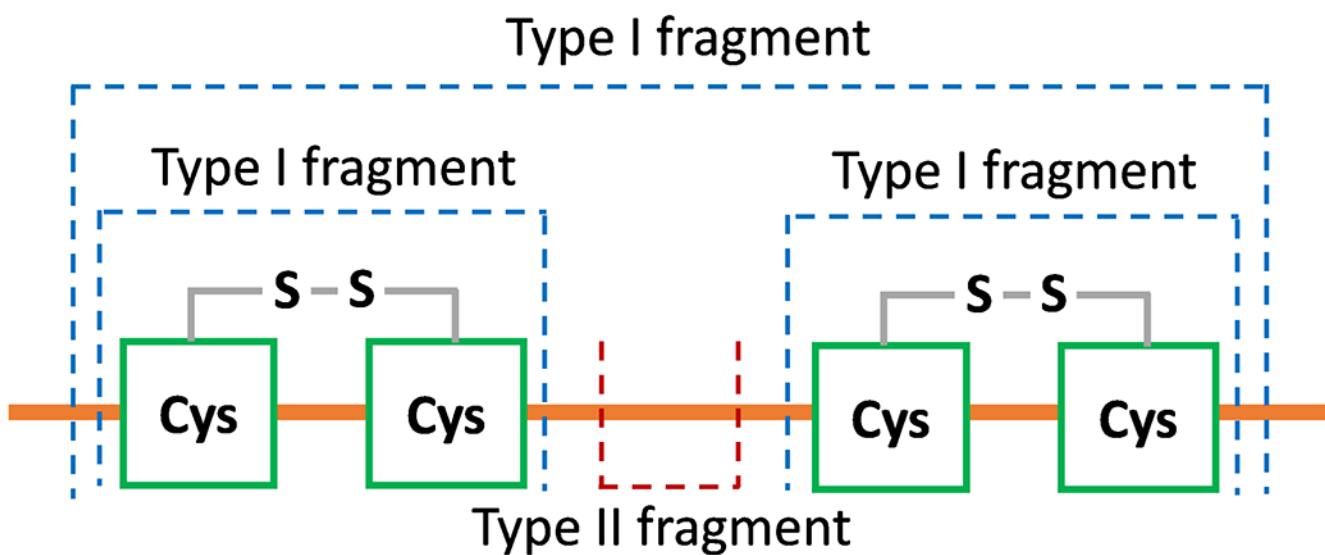 Type I fragment
Type I fragment Type I fragment
S S S S
Cys Cys Cys Cys
Type II fragment